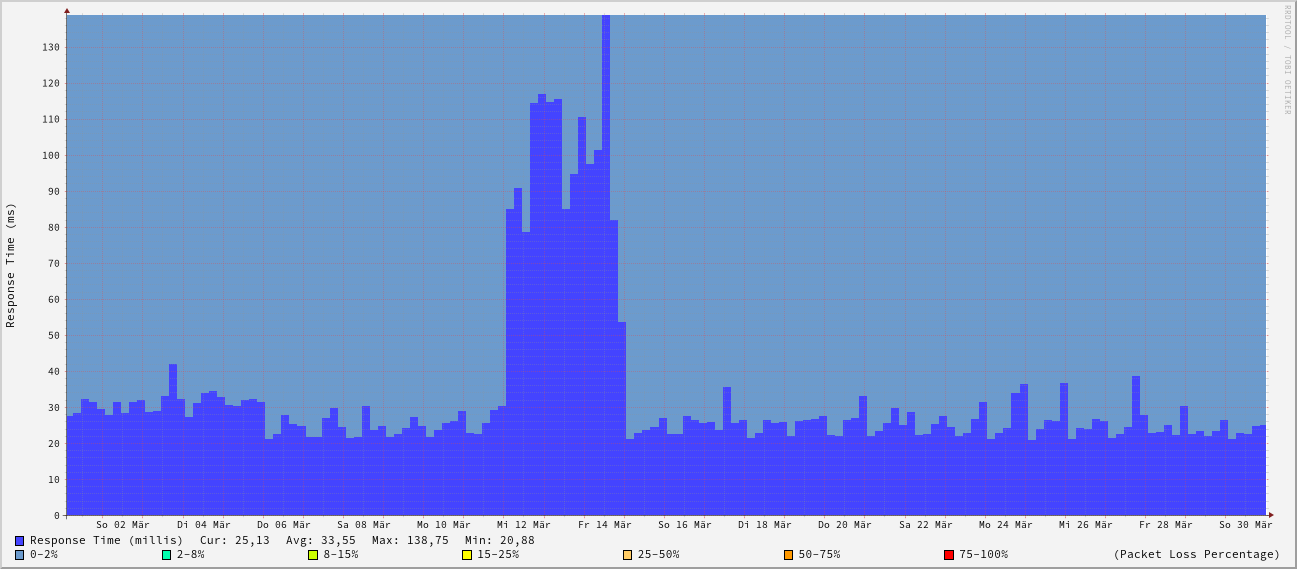 RRDTOOL / TOBI OETIKER
Response Time (ms)
130
120
110
100
90
80
70
60
50
40
30
20
10
0
So 02 Mär Di 04 Mär Do 06 Mär Sa 08 Mär Mo 10 Mär Mi 12 Mär Fr 14 Mär So 16 Mär Di 18 Mär Do 20 Mär Sa 22 Mär Mo 24 Mär Mi 26 Mär Fr 28 Mär So 30 Mär
Response Time (millis) Cur: 25,13 Avg: 33,55 Max: 138,75 Min: 20,88
0-2% 2-8% 8-15% 15-25% 25-50% 50-75% 75-100% (Packet Loss Percentage)